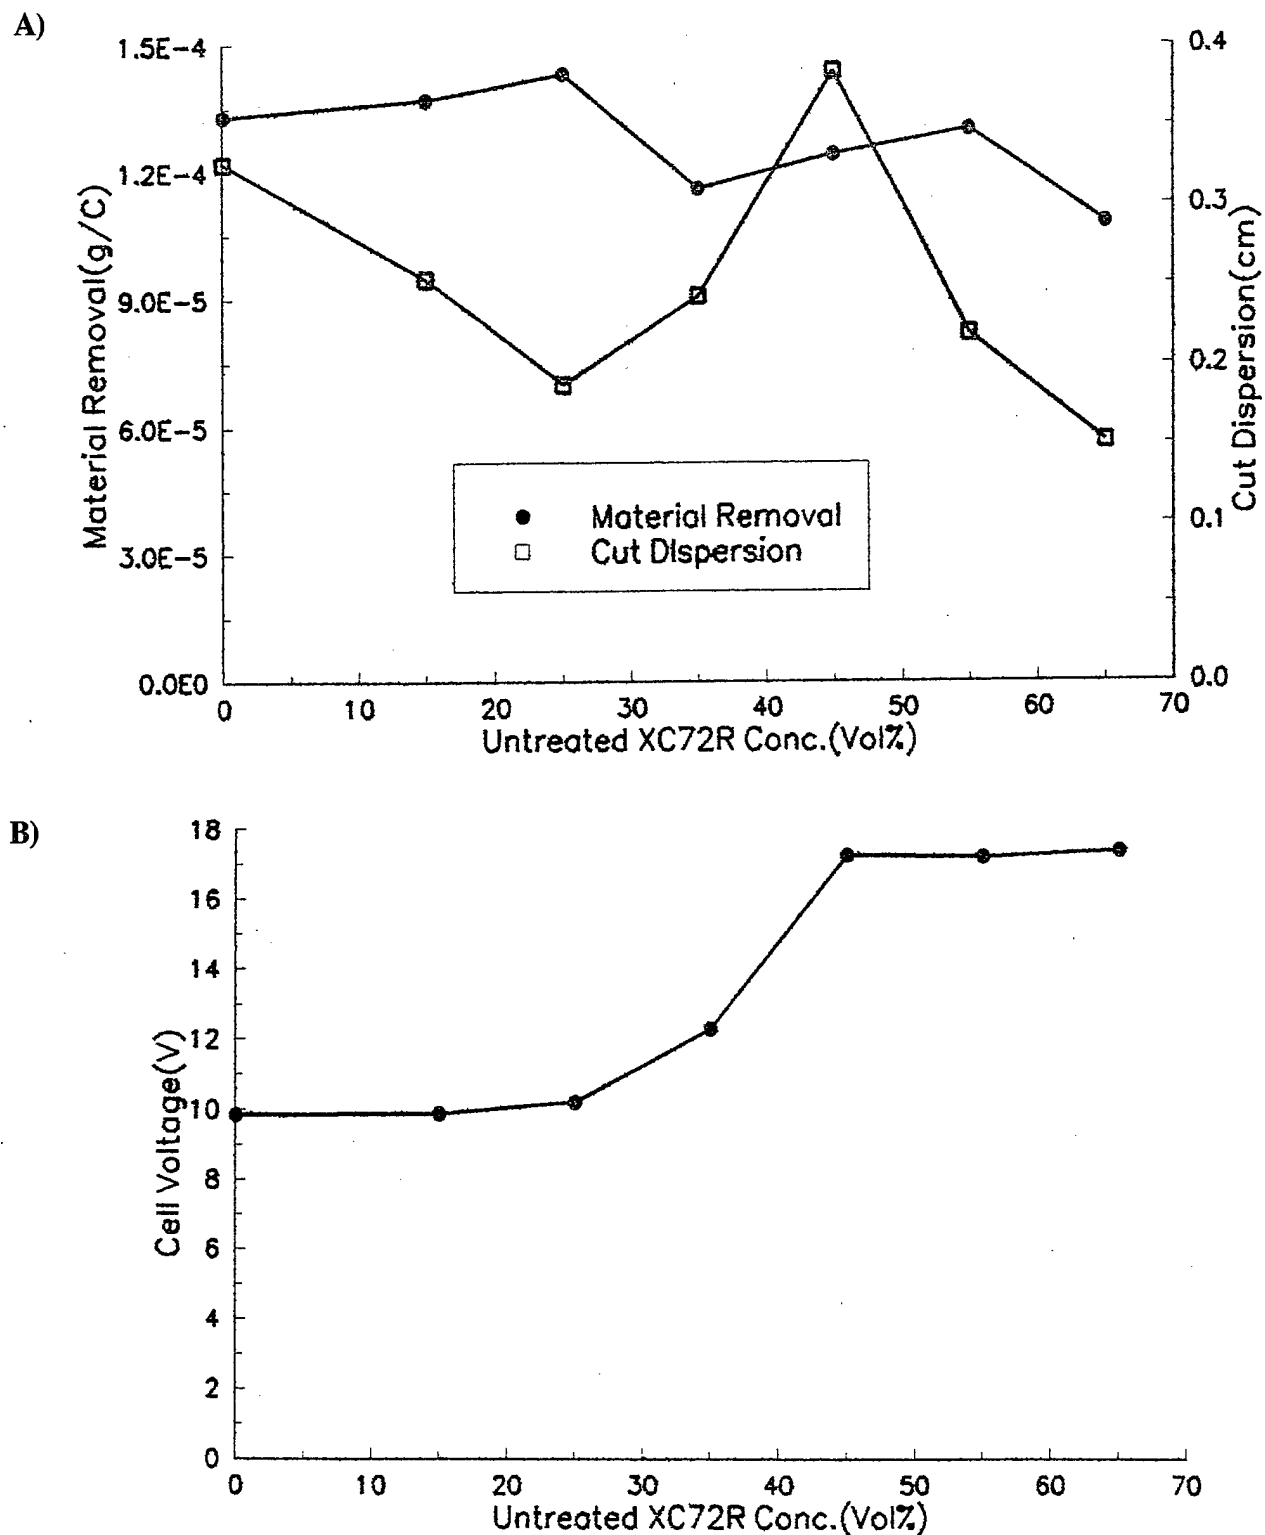 A)
1.5E-4
1.2E-4
9.0E-5
6.0E-5
3.0E-5
0.0E0
Material Removal(g/C)
0.4
0.3
0.2
0.1
0.0
Cut Dispersion(cm)
Material Removal
Cut DIspersion
0 10 20 30 40 50 60 70
Untreated XC72R Conc.(Vol%)
B)
18
16
14
12
10
8
6
4
2
0
Cell Voltage(V)
0 10 20 30 40 50 60 70
Untreated XC72R Conc.(Vol%)